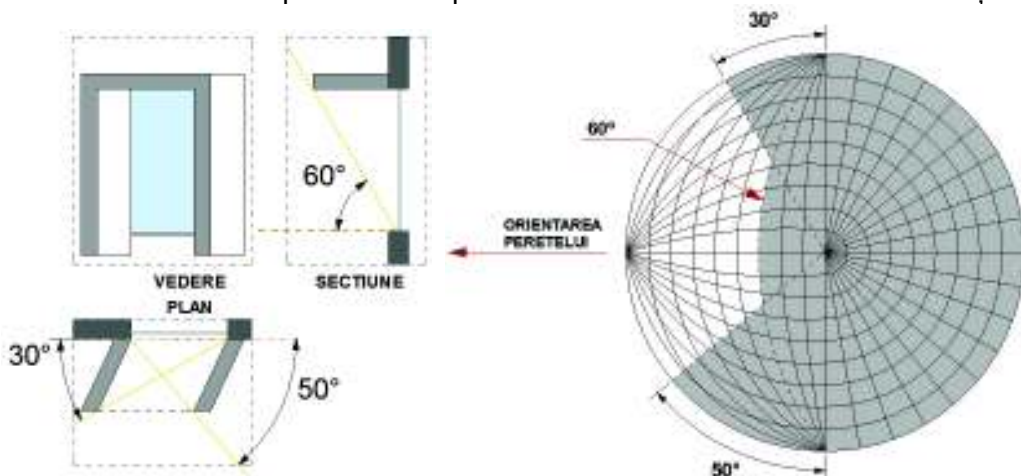 30°
60°
60°
ORIENTAREA
PERETELUI
VEDERE
SECTIUNE
PLAN
30°
50°
50°